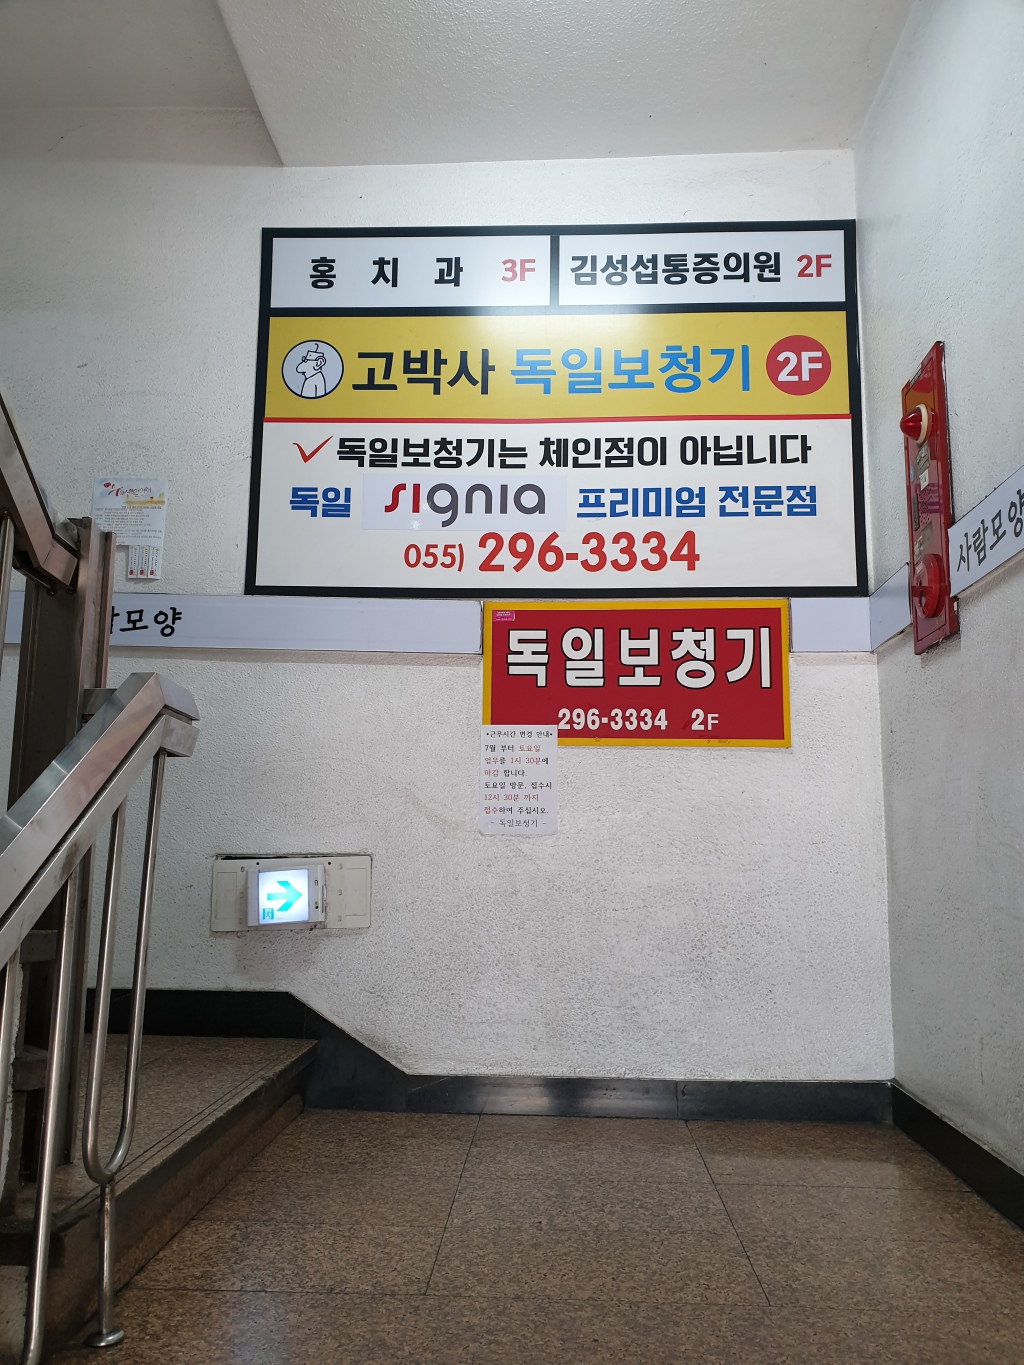 홍 치 과 3F
김성섭통증의원 2F
고박사 독일보청기 2F
독일보청기는 체인점이 아닙니다
독일 signia 프리미엄 전문점
055) 296-3334
모양
사람모양
독일보청기
296-3334 2F
•근무시간 변경 안내•
7월 부터 토요일
업무를 1시 30분에
마감 합니다.
토요일 방문. 접수시
12시 30분 까지
접수하여 주십시오.
- 독일보청기 -